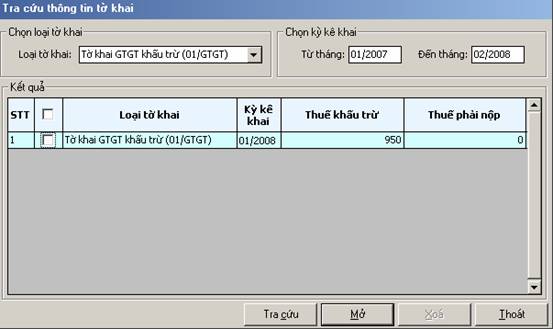 Tra cứu thông tin tờ khai
Chọn loại tờ khai
Loại tờ khai: Tờ khai GTGT khấu trừ (01/GTGT)
Chọn kỳ kê khai
Từ tháng: 01/2007 Đến tháng: 02/2008
Kết quả
STT Loại tờ khai Kỳ kê khai Thuế khấu trừ Thuế phải nộp
1 Tờ khai GTGT khấu trừ (01/GTGT) 01/2008 950 0
Tra cứu Mở Xoá Thoát